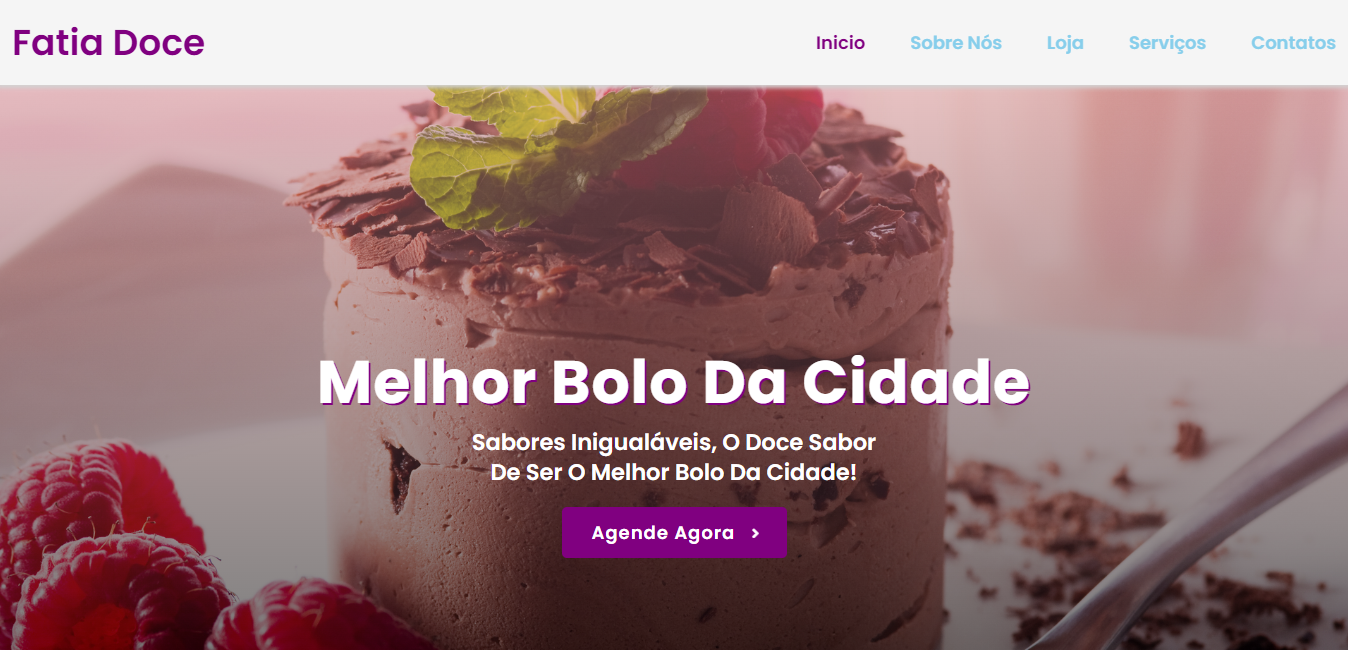 Fatia Doce
Inicio Sobre Nós Loja Serviços Contatos
Melhor Bolo Da Cidade
Sabores Inigualáveis, O Doce Sabor
De Ser O Melhor Bolo Da Cidade!
Agende Agora